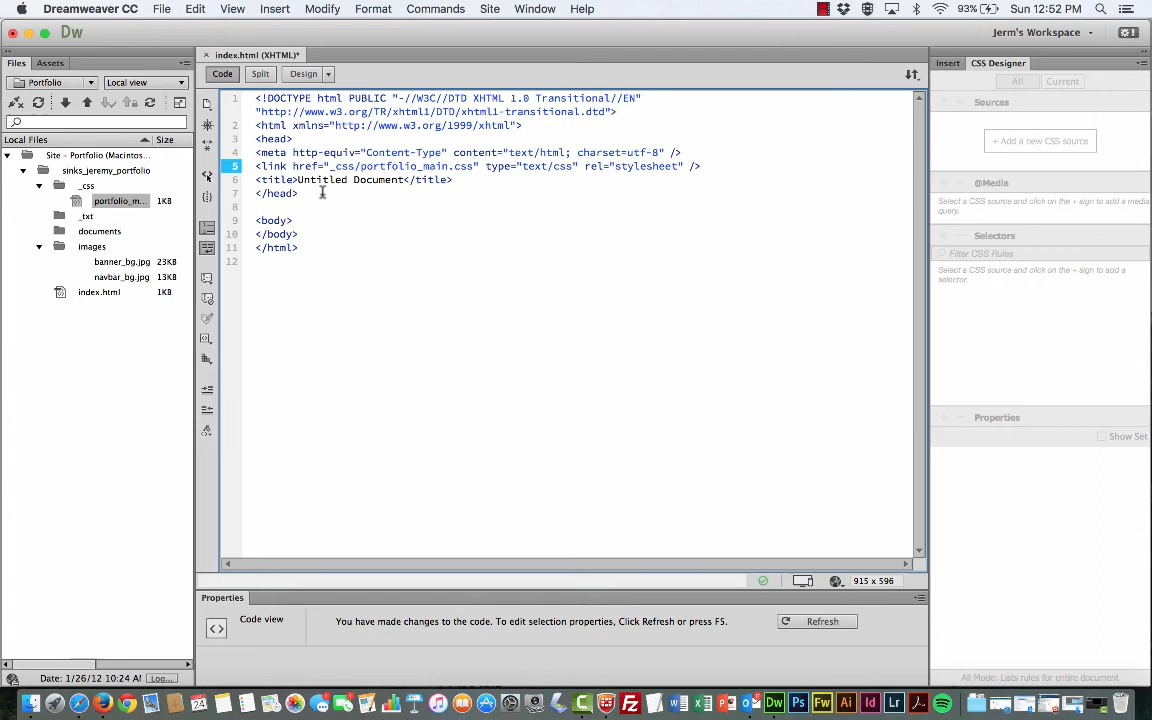 Dreamweaver CC File Edit View Insert Modify Format Commands Site Window Help 93% Sun 12:52 PM
Dw Jerm's Workspace
Files Assets index.html (XHTML)* Insert CSS Designer
Portfolio Local view Code Split Design All Current
Sources
+ Add a new CSS source
@Media
Select a CSS source and click on the + sign to add a media
query.
Selectors
Filter CSS Rules
Select a CSS source and click on the + sign to add a
selector.
Properties
Show Set
All Mode: Lists rules for entire document
Local Files Size
Site - Portfolio (Macintos...
sinks_jeremy_portfolio
_css
portfolio_m... 1KB
_txt
documents
images
banner_bg.jpg 23KB
navbar_bg.jpg 13KB
index.html 1KB
Date: 1/26/12 10:24 AM Log...
1 <!DOCTYPE html PUBLIC "-//W3C//DTD XHTML 1.0 Transitional//EN"
"http://www.w3.org/TR/xhtml1/DTD/xhtml1-transitional.dtd">
2 <html xmlns="http://www.w3.org/1999/xhtml">
3 <head>
4 <meta http-equiv="Content-Type" content="text/html; charset=utf-8" />
5 <link href="_css/portfolio_main.css" type="text/css" rel="stylesheet" />
6 <title>Untitled Document</title>
7 </head>
8
9 <body>
10 </body>
11 </html>
12
915 x 596
Properties
Code view You have made changes to the code. To edit selection properties, Click Refresh or press F5. Refresh
24 Dw Ps Fw Ai Id Lr